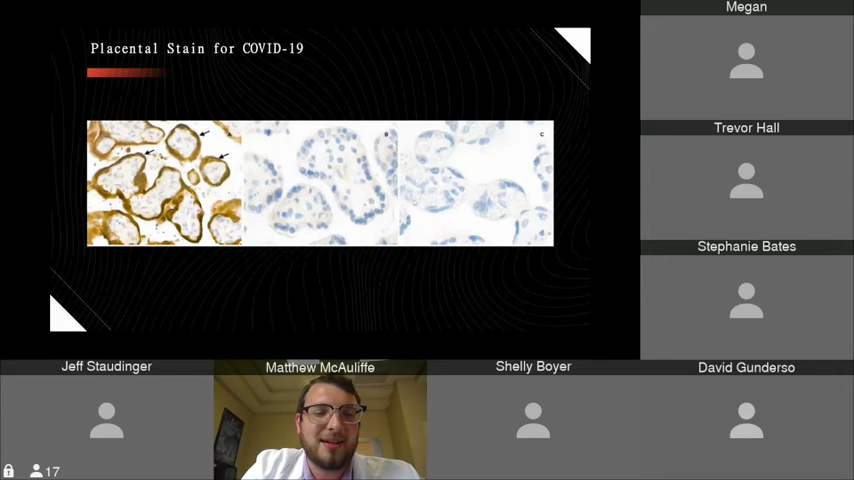 Placental Stain for COVID-19
A
B
C
Megan
Trevor Hall
Stephanie Bates
Jeff Staudinger
Matthew McAuliffe
Shelly Boyer
David Gunderso
17